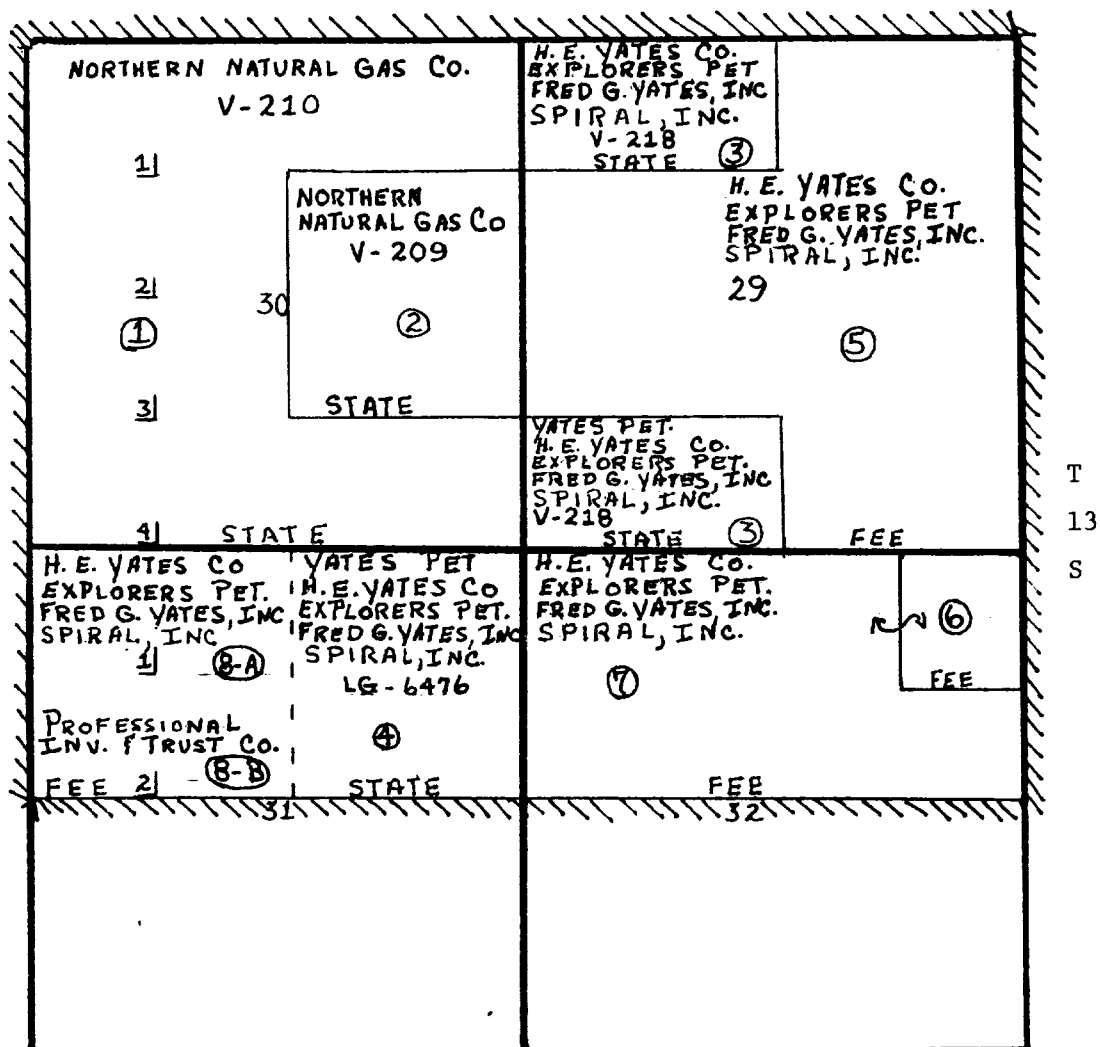 NORTHERN NATURAL GAS CO.
V-210
1
2
30
1
3
4
STATE
NORTHERN
NATURAL GAS CO
V-209
2
STATE
H. E. YATES CO.
EXPLORERS PET
FRED G. YATES, INC
SPIRAL, INC.
V-218
STATE 3
H. E. YATES CO.
EXPLORERS PET
FRED G. YATES, INC.
SPIRAL, INC.
29
5
YATES PET.
H. E. YATES CO.
EXPLORERS PET.
FRED G. YATES, INC
SPIRAL, INC.
V-218
STATE 3
FEE
T
13
S
H. E. YATES CO
EXPLORERS PET.
FRED G. YATES, INC
SPIRAL, INC
1 8-A
PROFESSIONAL
INV. & TRUST CO.
8-B
FEE 2
YATES PET
H. E. YATES CO
EXPLORERS PET.
FRED G. YATES, INC
SPIRAL, INC.
LG-6476
4
STATE
31
H. E. YATES CO.
EXPLORERS PET.
FRED G. YATES, INC.
SPIRAL, INC.
7
FEE
32
6
FEE